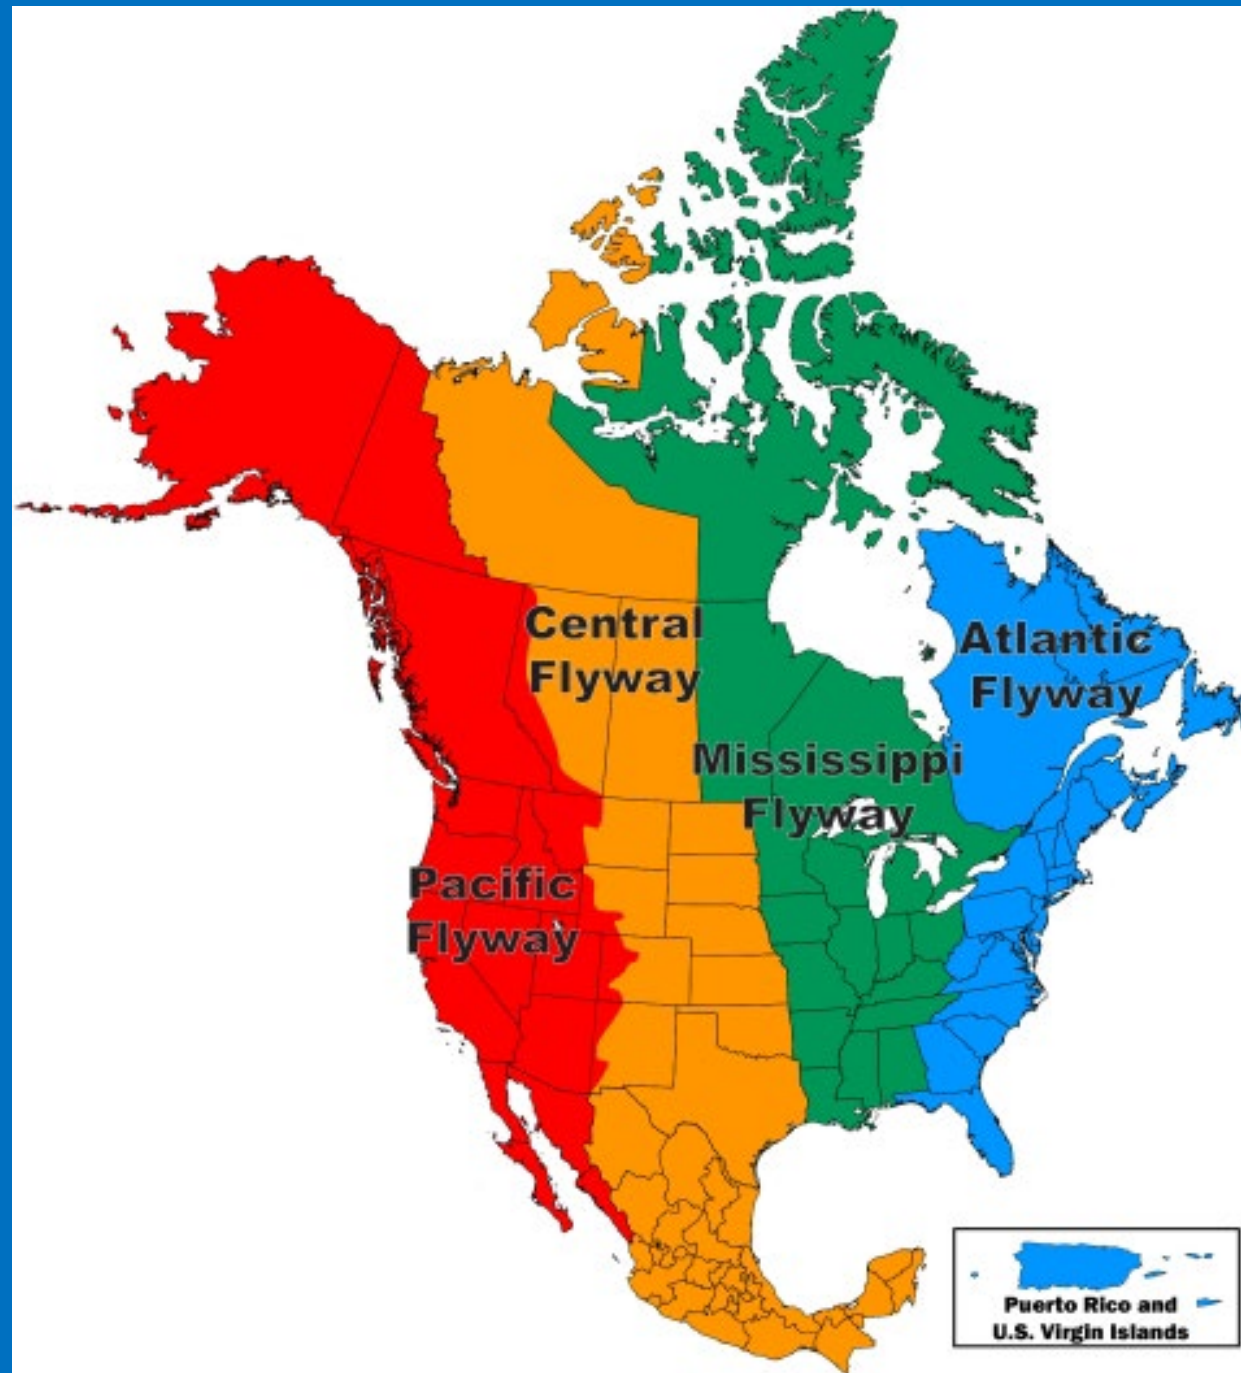 Central
Flyway
Atlantic
Flyway
Mississippi
Flyway
Pacific
Flyway
Puerto Rico and
U.S. Virgin Islands